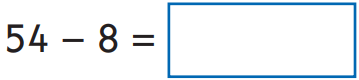 54 − 8 =